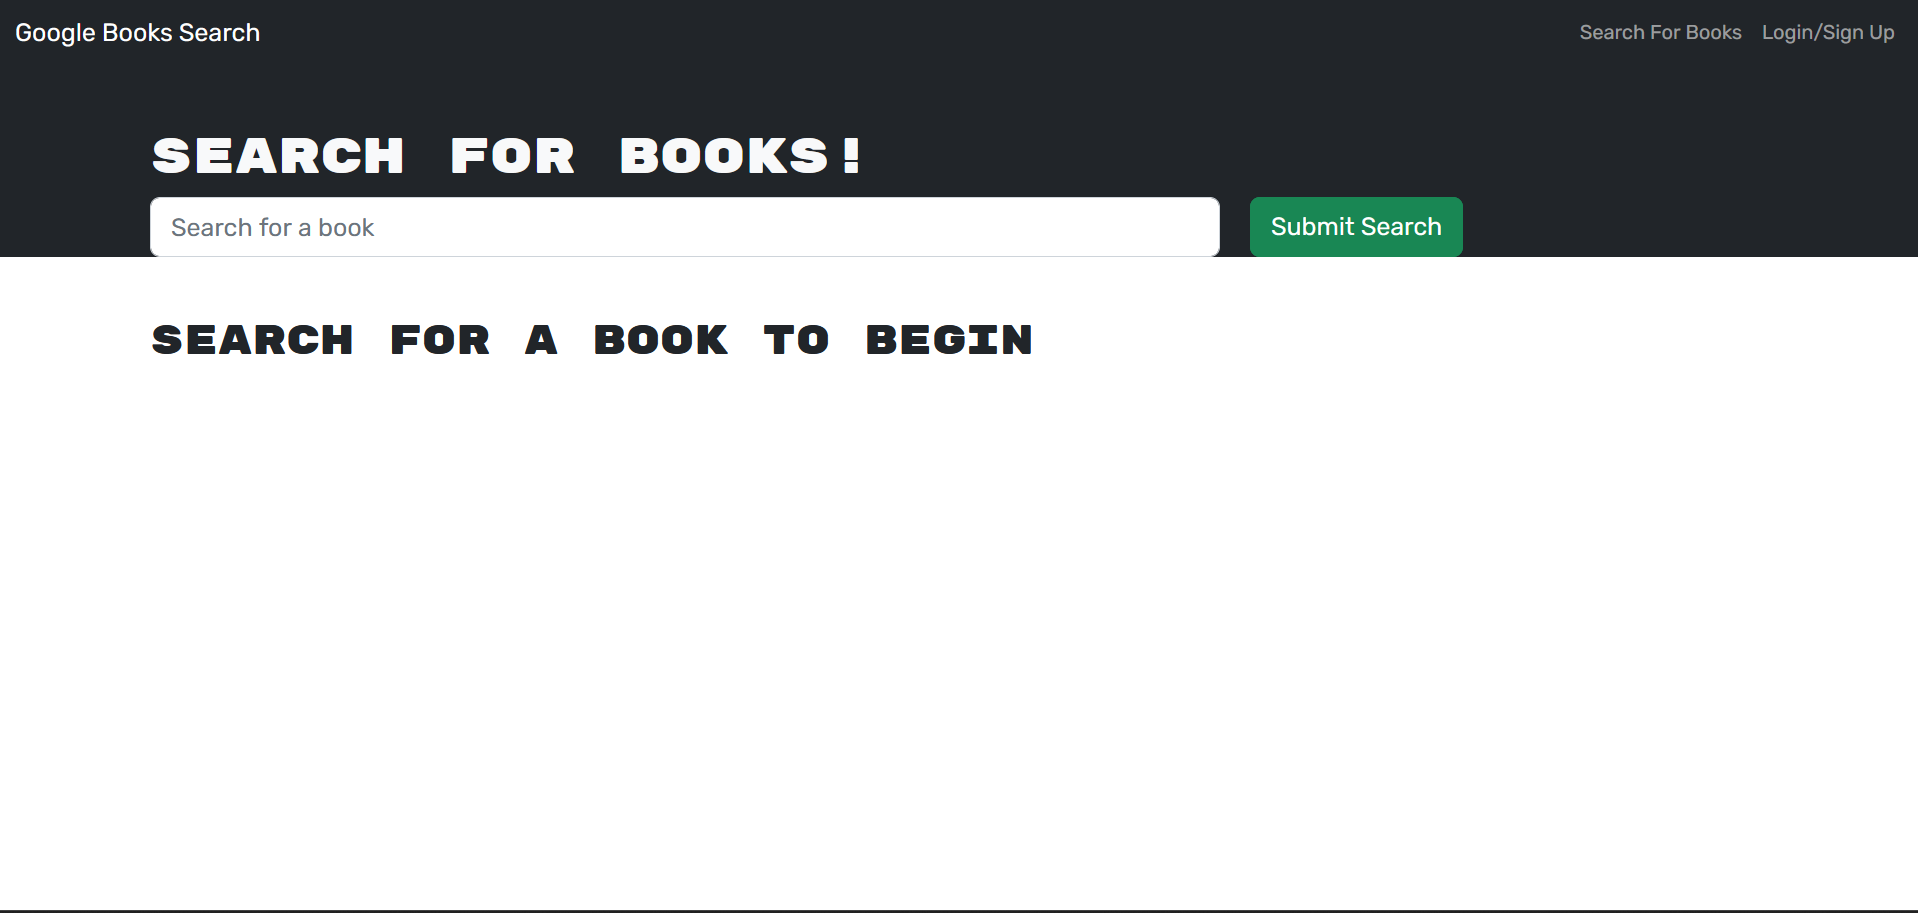 Google Books Search
Search For Books
Login/Sign Up
SEARCH FOR BOOKS!
Search for a book
Submit Search
SEARCH FOR A BOOK TO BEGIN